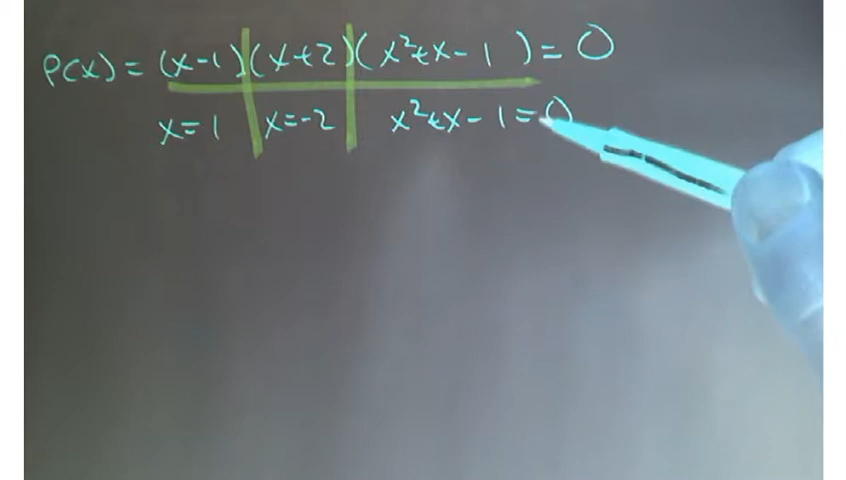 P(x) = (x-1)(x+2)(x²+x-1) = 0
x=1 x=-2 x²+x-1=0